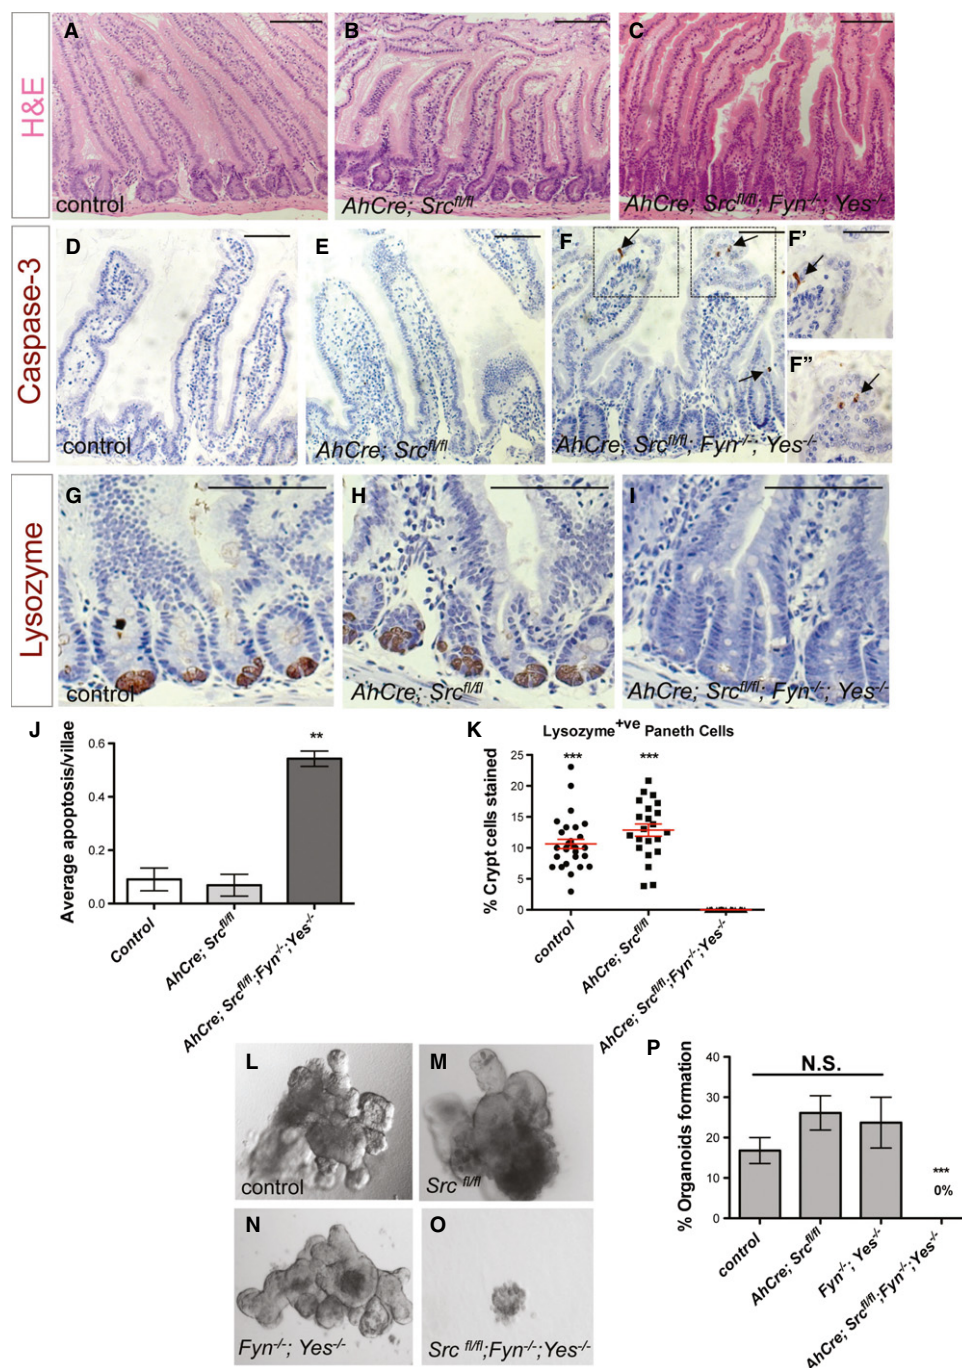 H&E
A
B
C
control
AhCre; Src^fl/fl
AhCre; Src^fl/fl; Fyn^-/-; Yes^-/-
Caspase-3
D
E
F
F'
F"
control
AhCre; Src^fl/fl
AhCre, Src^fl/fl; Fyn^-/-; Yes^-/-
Lysozyme
G
H
I
control
AhCre; Src^fl/fl
AhCre; Src^fl/fl; Fyn^-/-; Yes^-/-
J
Average apoptosis/villae
0.6
0.4
0.2
0.0
**
Control
AhCre; Src^fl/fl
AhCre; Src^fl/fl;Fyn^-/-;Yes^-/-
K
Lysozyme^+ve Paneth Cells
% Crypt cells stained
25
20
15
10
5
0
***
***
control
AhCre; Src^fl/fl
AhCre; Src^fl/fl;Fyn^-/-;Yes^-/-
L
control
M
Src^fl/fl
N
Fyn^-/-; Yes^-/-
O
Src^fl/fl;Fyn^-/-;Yes^-/-
P
N.S.
% Organoids formation
40
30
20
10
0
***
0%
control
AhCre; Src^fl/fl
Fyn^-/-; Yes^-/-
AhCre; Src^fl/fl;Fyn^-/-;Yes^-/-